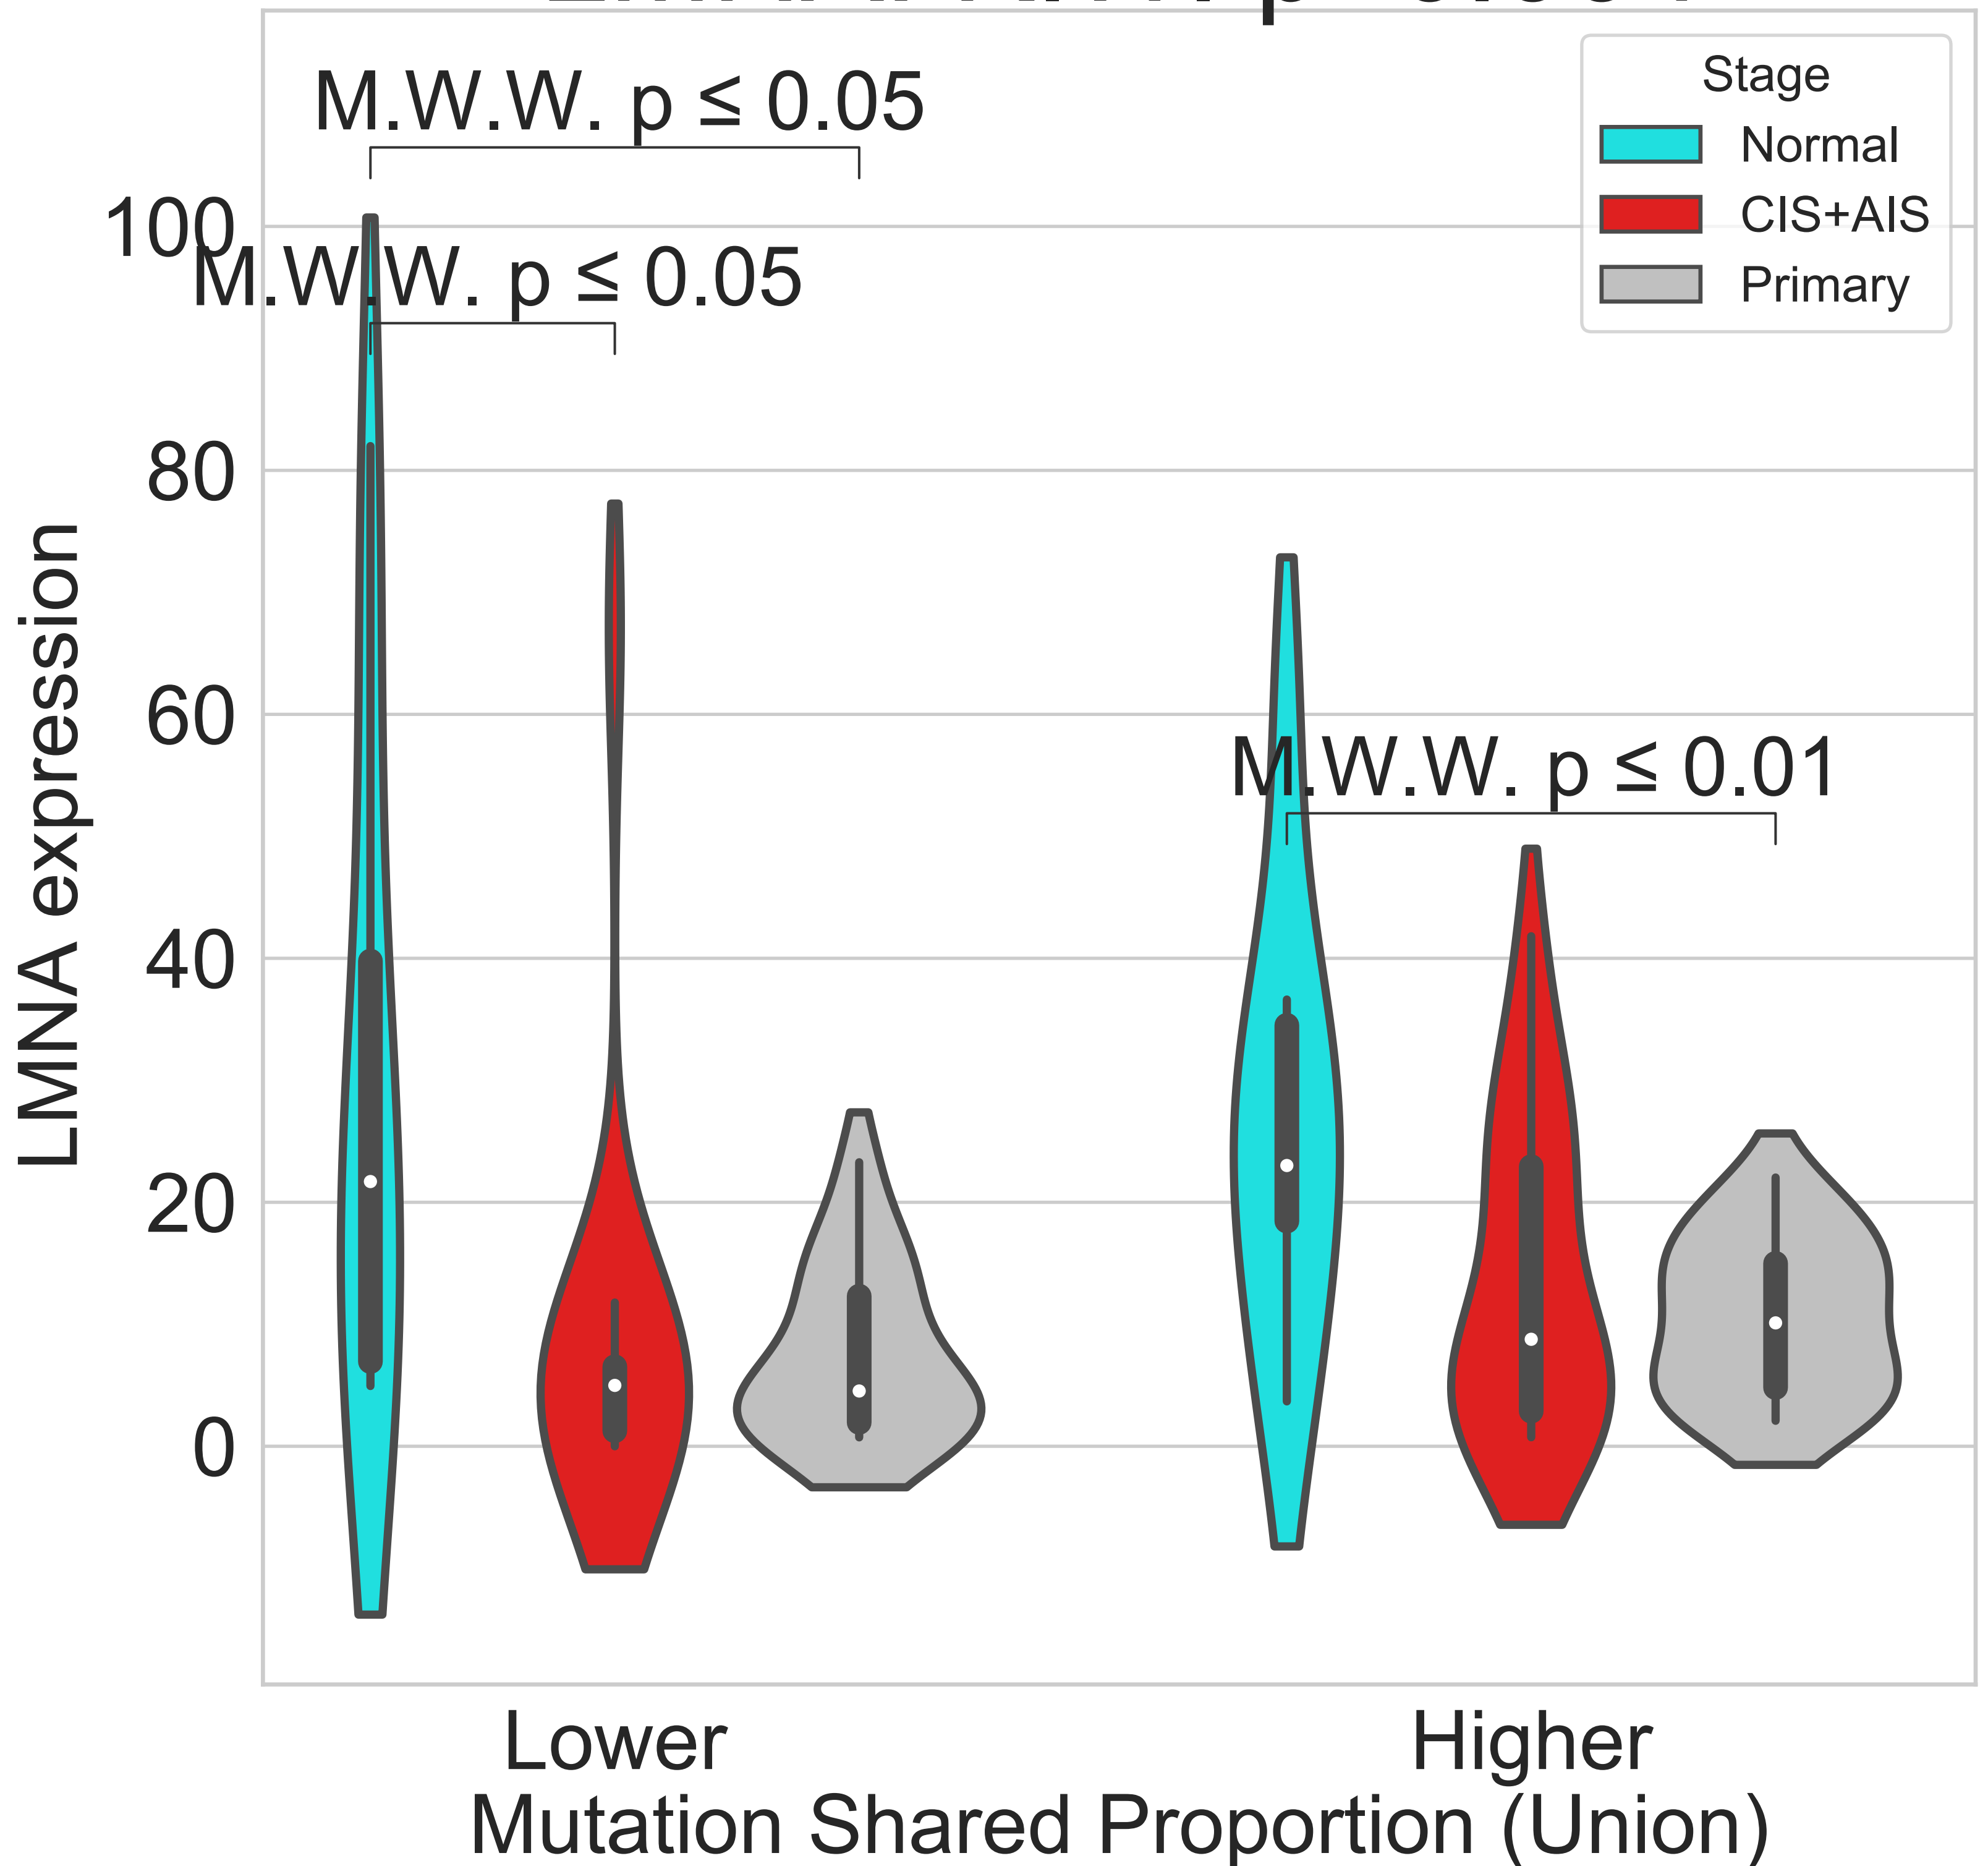 M.W.W. p ≤ 0.05
Stage
Normal
CIS+AIS
Primary
M.W.W. p ≤ 0.05
M.W.W. p ≤ 0.01
100
80
60
40
20
0
LMNA expression
Lower
Higher
Mutation Shared Proportion (Union)